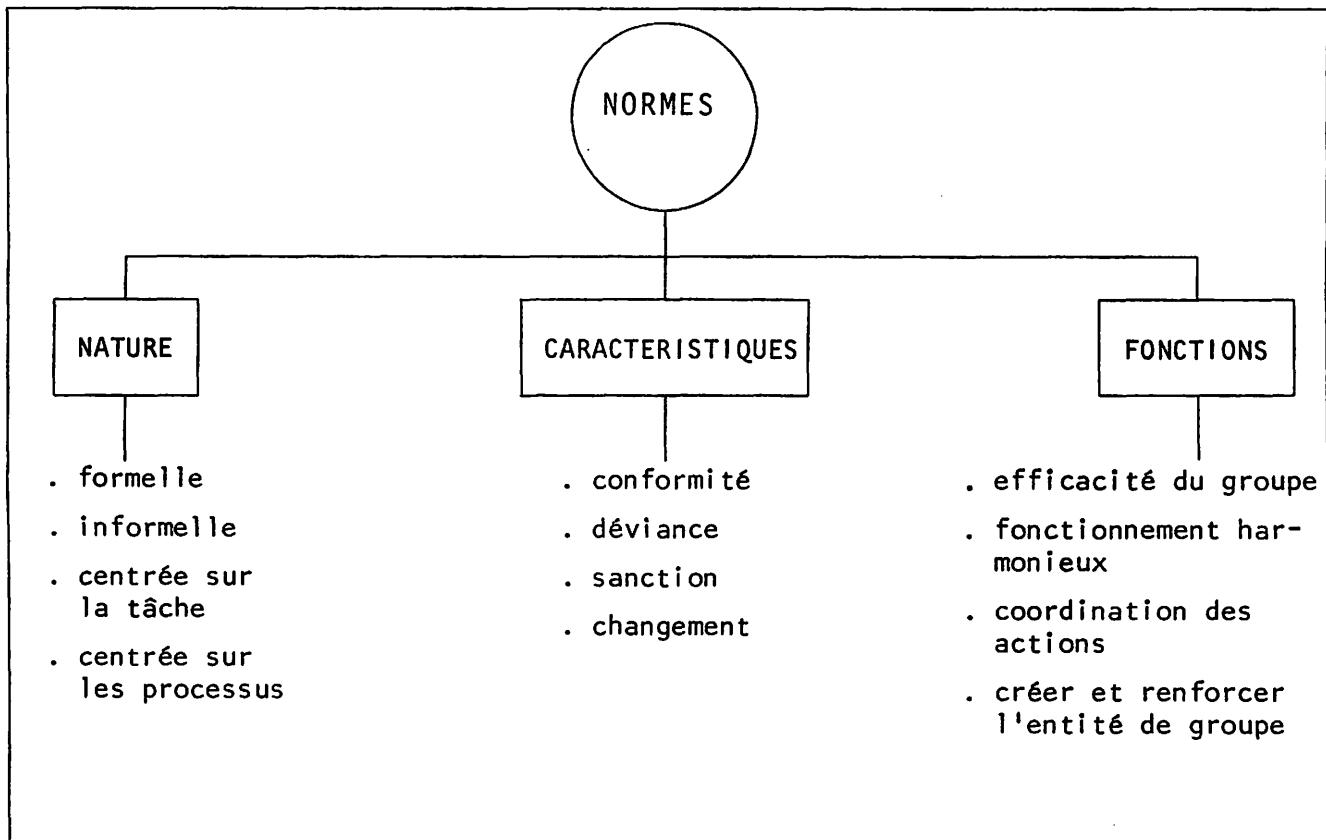 NORMES
NATURE
. formelle
. informelle
. centrée sur
la tâche
. centrée sur
les processus
CARACTERISTIQUES
. conformité
. déviance
. sanction
. changement
FONCTIONS
. efficacité du groupe
. fonctionnement har-
monieux
. coordination des
actions
. créer et renforcer
l'entité de groupe